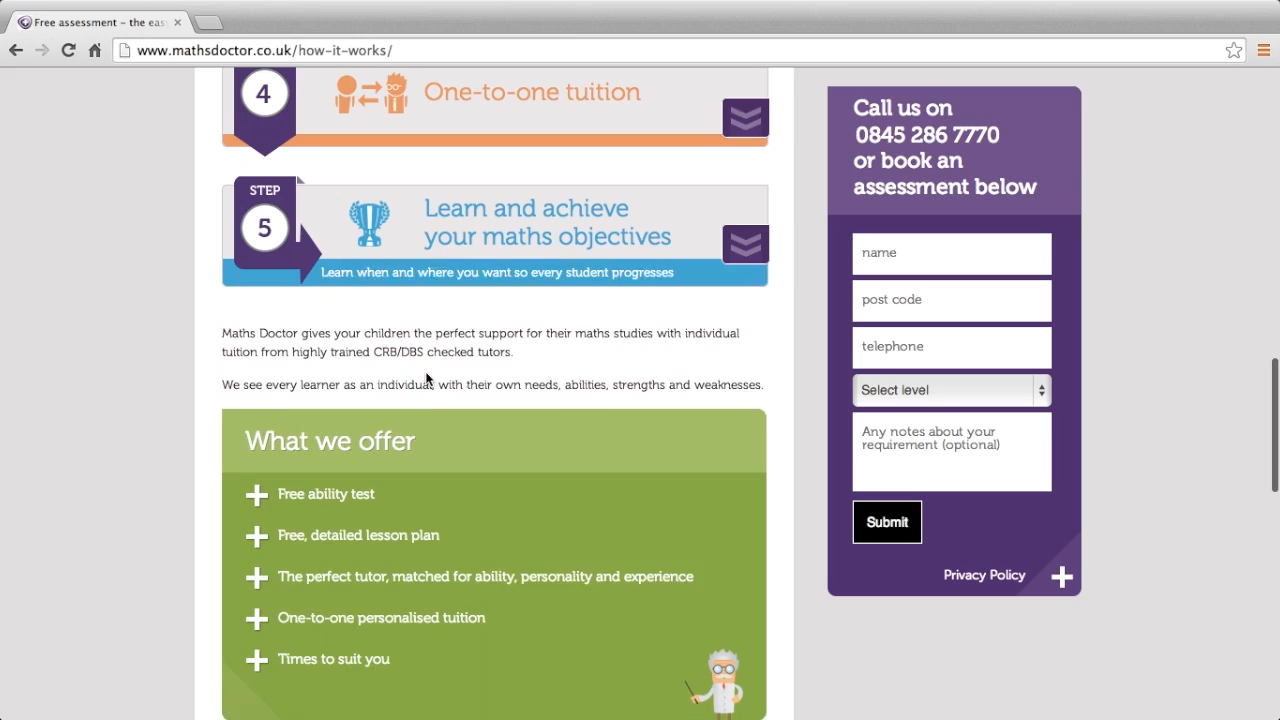 Free assessment – the eas
www.mathsdoctor.co.uk/how-it-works/
4
One-to-one tuition
STEP
5
Learn and achieve
your maths objectives
Learn when and where you want so every student progresses
Maths Doctor gives your children the perfect support for their maths studies with individual
tuition from highly trained CRB/DBS checked tutors.
We see every learner as an individual with their own needs, abilities, strengths and weaknesses.
What we offer
Free ability test
Free, detailed lesson plan
The perfect tutor, matched for ability, personality and experience
One-to-one personalised tuition
Times to suit you
Call us on
0845 286 7770
or book an
assessment below
name
post code
telephone
Select level
Any notes about your
requirement (optional)
Submit
Privacy Policy